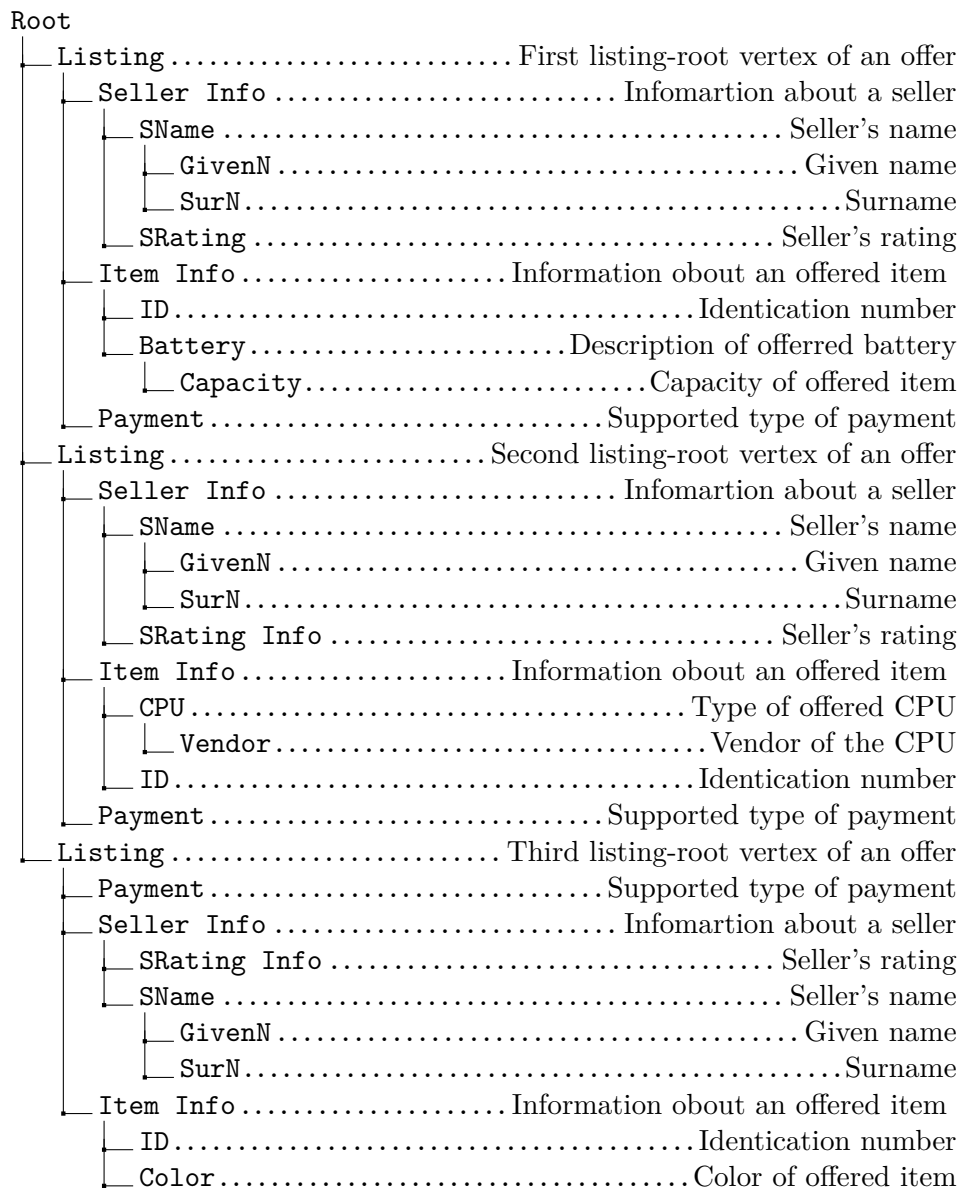 Root
Listing...........................First listing-root vertex of an offer
Seller Info...........................Infomartion about a seller
SName...........................................Seller's name
GivenN........................................Given name
SurN..............................................Surname
SRating........................................Seller's rating
Item Info.....................Information obout an offered item
ID........................................Identication number
Battery.........................Description of offerred battery
Capacity...........................Capacity of offered item
Payment...............................Supported type of payment
Listing.........................Second listing-root vertex of an offer
Seller Info...........................Infomartion about a seller
SName...........................................Seller's name
GivenN........................................Given name
SurN..............................................Surname
SRating Info..................................Seller's rating
Item Info.....................Information obout an offered item
CPU.......................................Type of offered CPU
Vendor..................................Vendor of the CPU
ID........................................Identication number
Payment...............................Supported type of payment
Listing..........................Third listing-root vertex of an offer
Payment...............................Supported type of payment
Seller Info...........................Infomartion about a seller
SRating Info..................................Seller's rating
SName...........................................Seller's name
GivenN........................................Given name
SurN..............................................Surname
Item Info.....................Information obout an offered item
ID........................................Identication number
Color.....................................Color of offered item